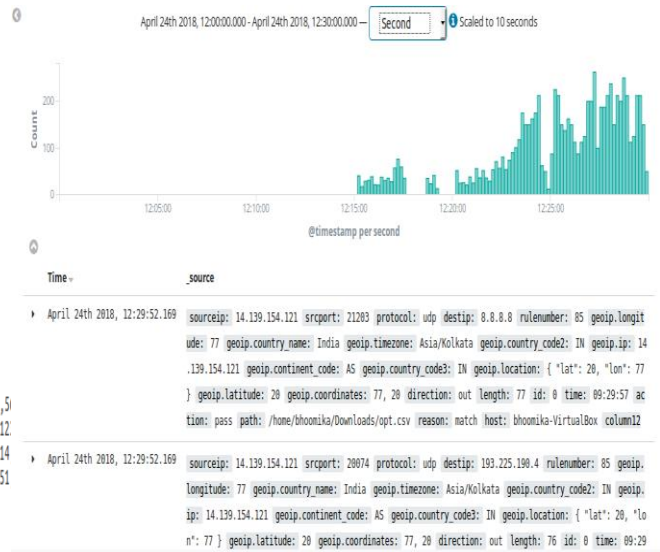 April 24th 2018, 12:00:00.000 - April 24th 2018, 12:30:00.000 — Second Scaled to 10 seconds
200
100
0
Count
12:05:00 12:10:00 12:15:00 12:20:00 12:25:00
@timestamp per second
Time _source
April 24th 2018, 12:29:52.169 sourceip: 14.139.154.121 srcport: 21203 protocol: udp destip: 8.8.8.8 rulenumber: 85 geoip.longit
ude: 77 geoip.country_name: India geoip.timezone: Asia/Kolkata geoip.country_code2: IN geoip.ip: 14
.139.154.121 geoip.continent_code: AS geoip.country_code3: IN geoip.location: { "lat": 20, "lon": 77
} geoip.latitude: 20 geoip.coordinates: 77, 20 direction: out length: 77 id: 0 time: 09:29:57 ac
tion: pass path: /home/bhoomika/Downloads/opt.csv reason: match host: bhoomika-VirtualBox column12
April 24th 2018, 12:29:52.169 sourceip: 14.139.154.121 srcport: 20074 protocol: udp destip: 193.225.190.4 rulenumber: 85 geoip.
longitude: 77 geoip.country_name: India geoip.timezone: Asia/Kolkata geoip.country_code2: IN geoip.
ip: 14.139.154.121 geoip.continent_code: AS geoip.country_code3: IN geoip.location: { "lat": 20, "lo
n": 77 } geoip.latitude: 20 geoip.coordinates: 77, 20 direction: out length: 76 id: 0 time: 09:29
12
14
51